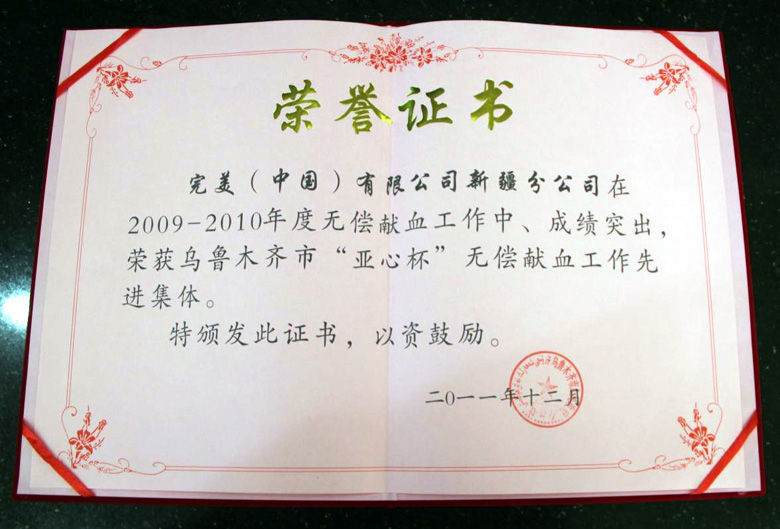 荣誉证书
完美（中国）有限公司新疆分公司在
2009-2010年度无偿献血工作中、成绩突出，
荣获乌鲁木齐市“亚心杯”无偿献血工作先
进集体。
特颁发此证书，以资鼓励。
二〇一一年十二月